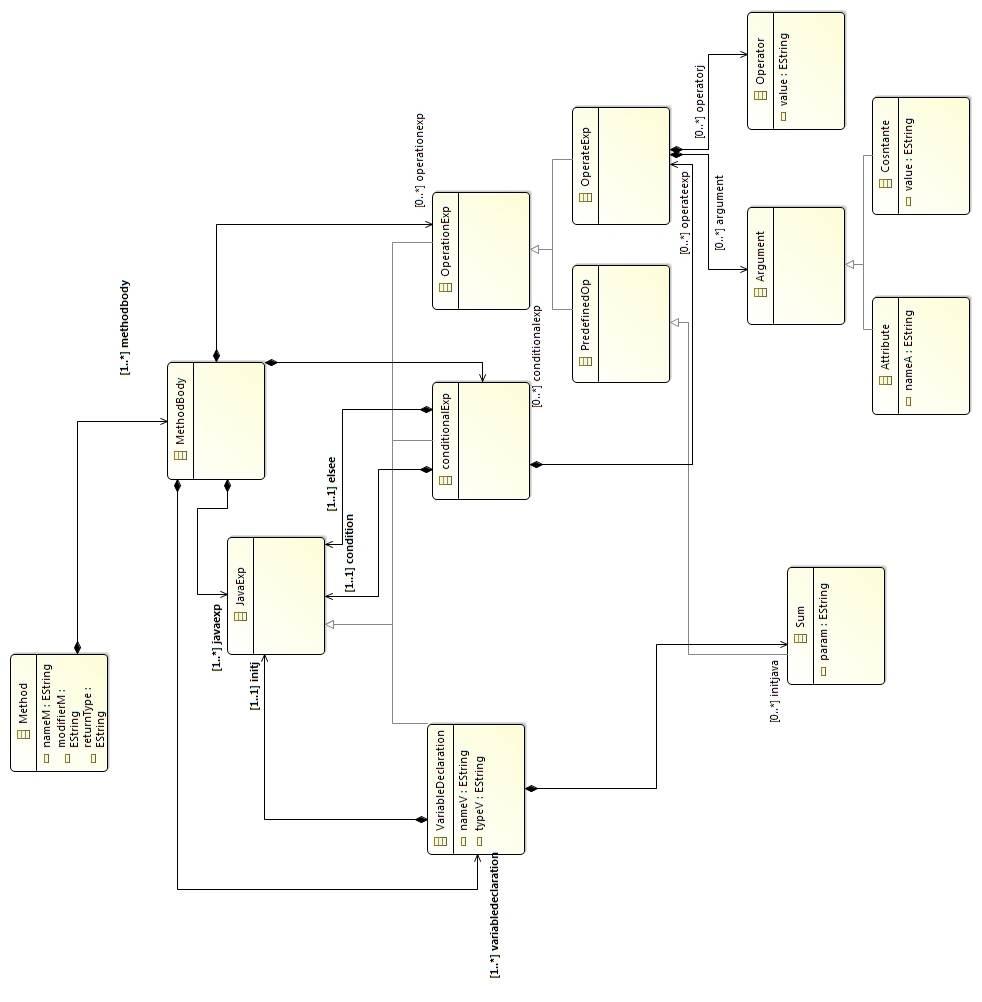 Method
nameM : EString
modifierM :
EString
returnType :
EString
[1..*] methodbody
MethodBody
[1..*] javaexp
JavaExp
[1..1] initj
[1..1] elsee
[1..1] condition
[0..*] operationexp
OperationExp
conditionalExp
[0..*] conditionalexp
VariableDeclaration
nameV : EString
typeV : EString
[1..*] variabledeclaration
OperateExp
PredefinedOp
[0..*] operateexp
[0..*] operatorj
[0..*] argument
Operator
value : EString
Argument
Sum
param : EString
[0..*] initjava
Cosntante
value : EString
Attribute
nameA : EString